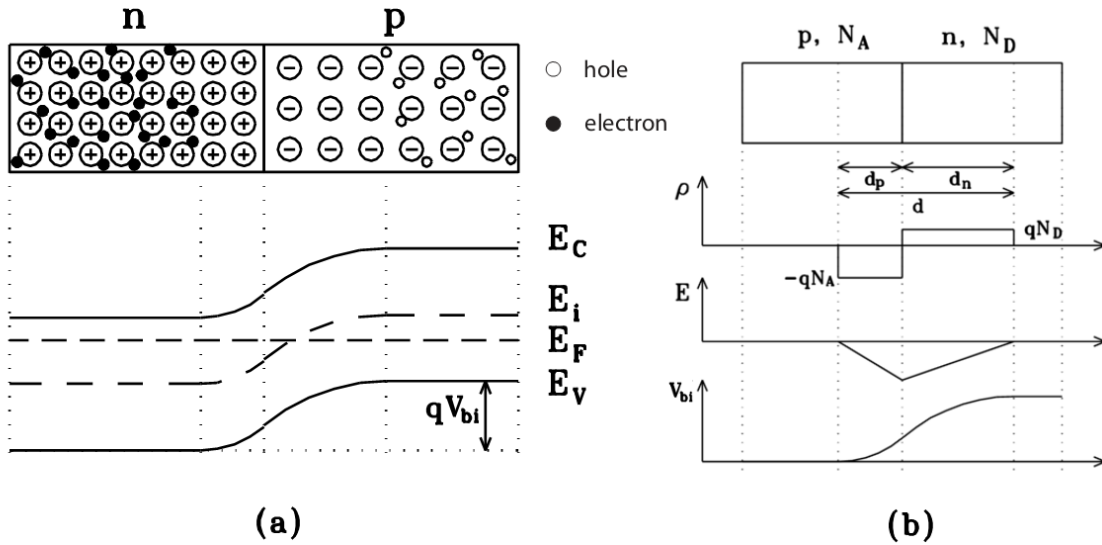 n p
hole
electron
E_C
E_i
E_F
E_V
qV_bi
(a)
p, N_A n, N_D
d_p d_n
d
ρ
qN_D
-qN_A
E
V_bi
(b)